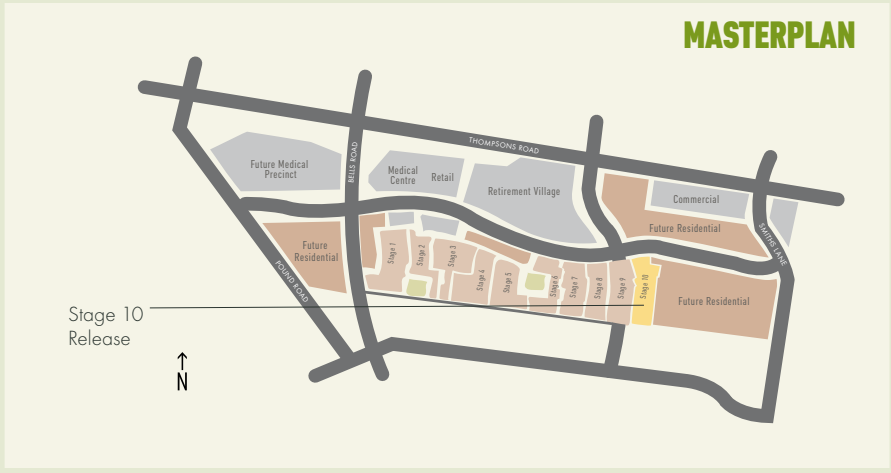 MASTERPLAN
THOMPSONS ROAD
BELLS ROAD
Future Medical
Precinct
Medical
Centre
Retail
Retirement Village
Commercial
Future Residential
SMITHS LANE
Future
Residential
POUND ROAD
Stage 1
Stage 2
Stage 3
Stage 4
Stage 5
Stage 6
Stage 7
Stage 8
Stage 9
Stage 10
Future Residential
Stage 10
Release
N